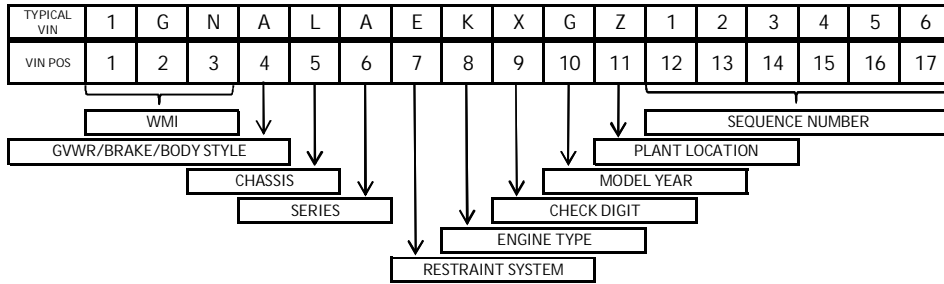 TYPICAL VIN 1 G N A L A E K X G Z 1 2 3 4 5 6
VIN POS 1 2 3 4 5 6 7 8 9 10 11 12 13 14 15 16 17
WMI SEQUENCE NUMBER
GVWR/BRAKE/BODY STYLE PLANT LOCATION
CHASSIS MODEL YEAR
SERIES CHECK DIGIT
ENGINE TYPE
RESTRAINT SYSTEM